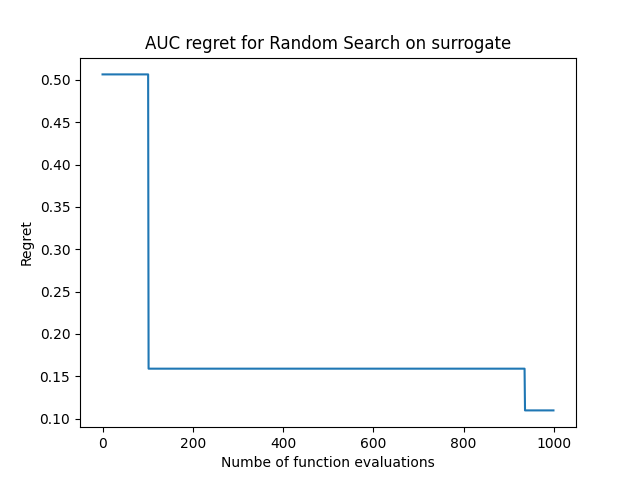 AUC regret for Random Search on surrogate
0.50
0.45
0.40
0.35
0.30
0.25
0.20
0.15
0.10
Regret
0 200 400 600 800 1000
Numbe of function evaluations